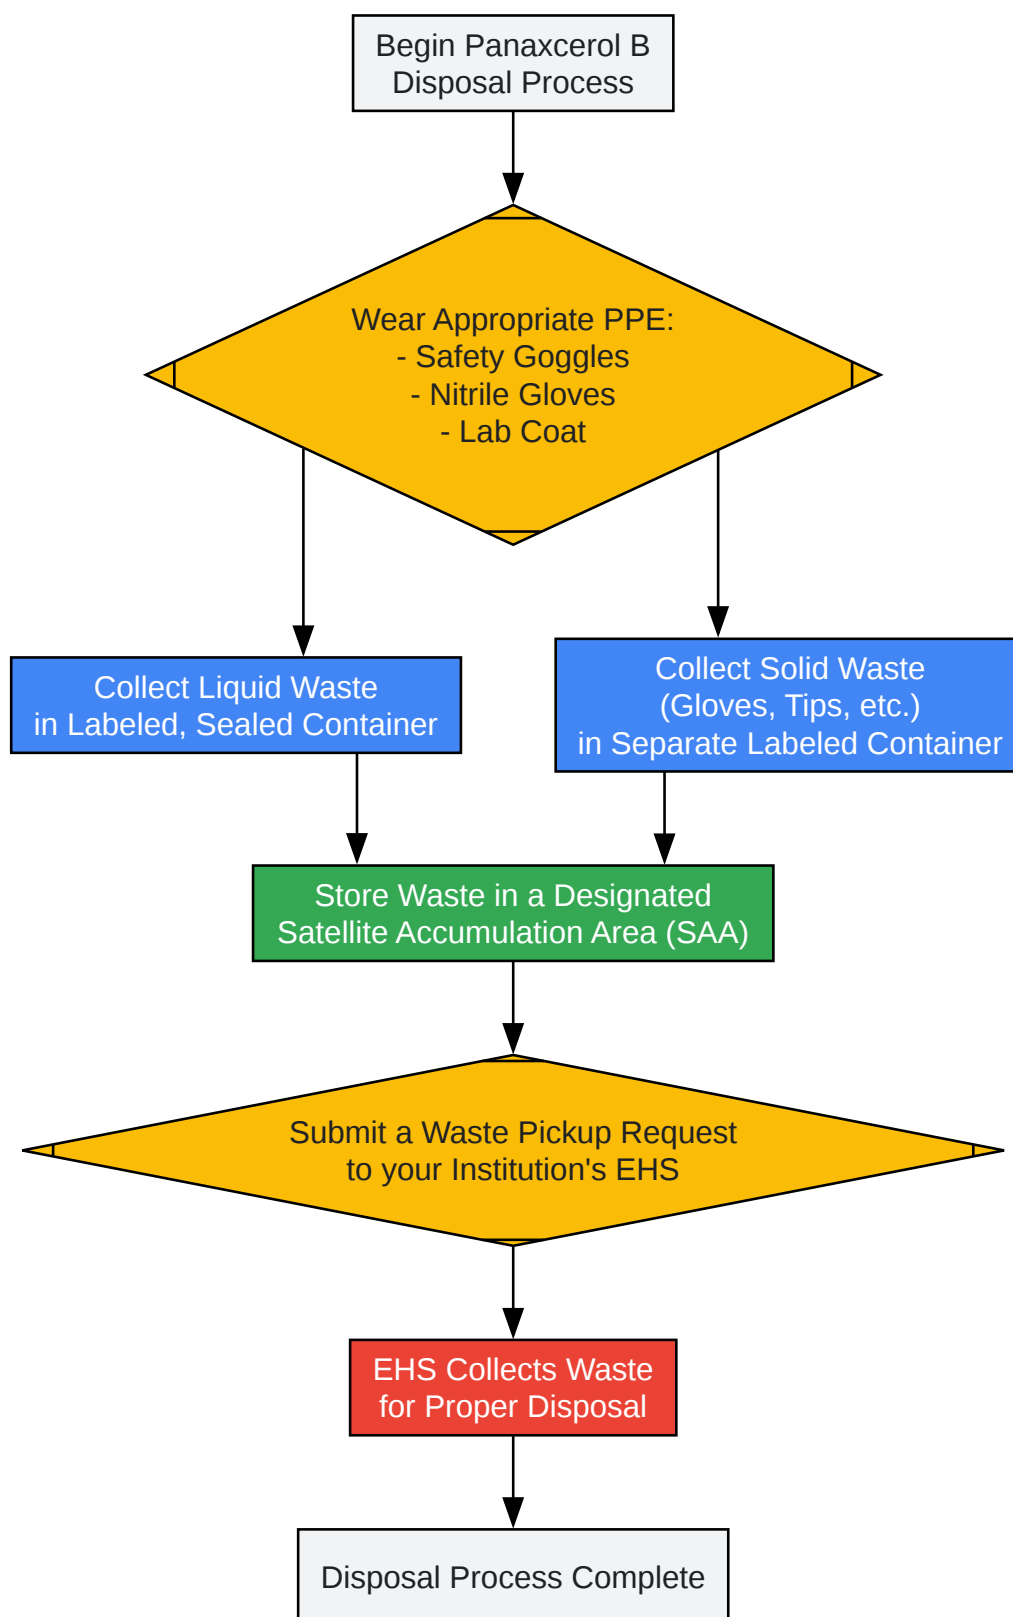 Begin Panaxcerol B
Disposal Process
Wear Appropriate PPE:
- Safety Goggles
- Nitrile Gloves
- Lab Coat
Collect Liquid Waste
in Labeled, Sealed Container
Collect Solid Waste
(Gloves, Tips, etc.)
in Separate Labeled Container
Store Waste in a Designated
Satellite Accumulation Area (SAA)
Submit a Waste Pickup Request
to your Institution's EHS
EHS Collects Waste
for Proper Disposal
Disposal Process Complete